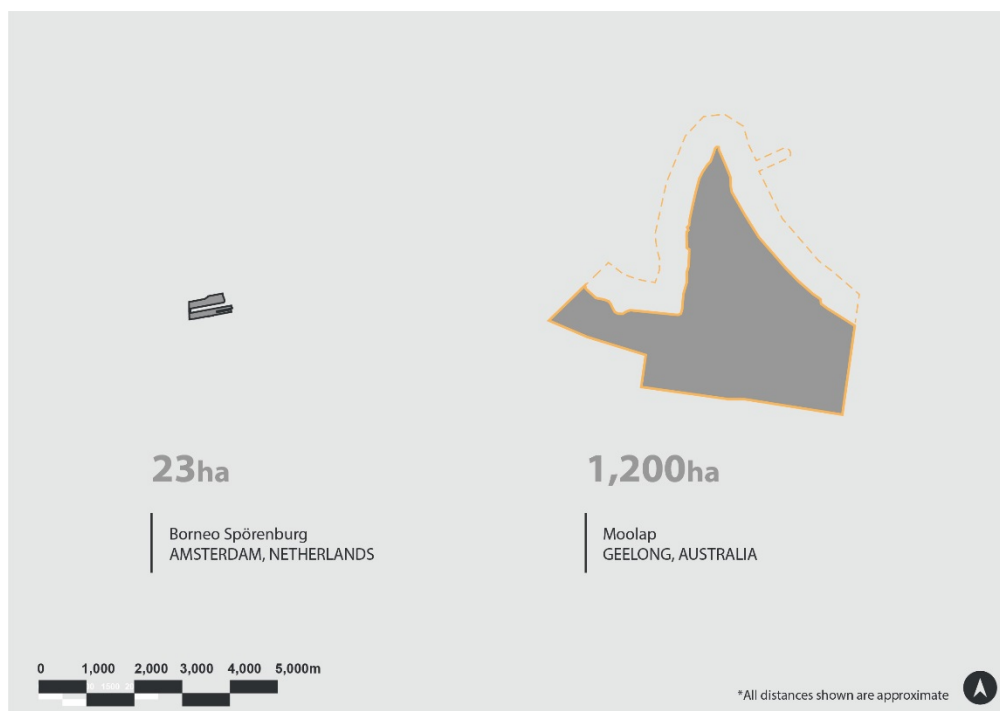 23ha
Borneo Spörenburg
AMSTERDAM, NETHERLANDS
1,200ha
Moolap
GEELONG, AUSTRALIA
0 1,000 2,000 3,000 4,000 5,000m
*All distances shown are approximate